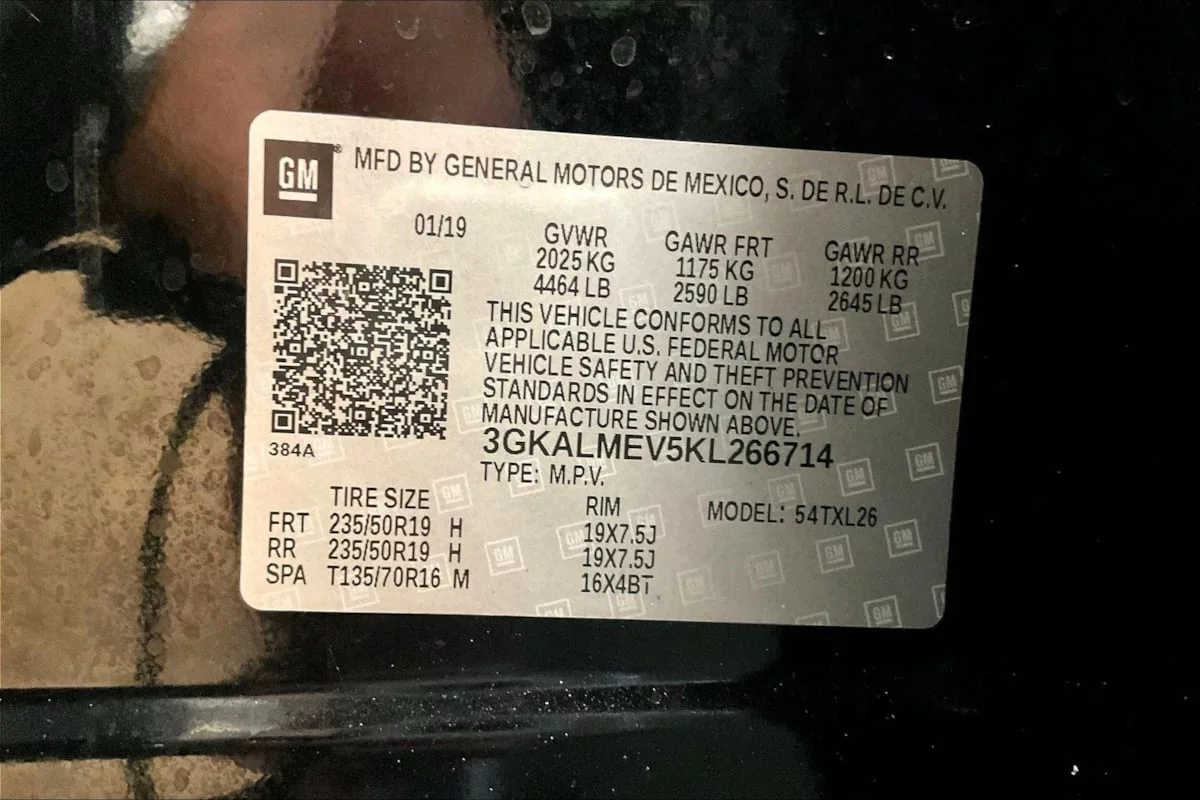 GM® MFD BY GENERAL MOTORS DE MEXICO, S. DE R.L. DE C.V.
01/19
GVWR GAWR FRT GAWR RR
2025 KG 1175 KG 1200 KG
4464 LB 2590 LB 2645 LB
THIS VEHICLE CONFORMS TO ALL
APPLICABLE U.S. FEDERAL MOTOR
VEHICLE SAFETY AND THEFT PREVENTION
STANDARDS IN EFFECT ON THE DATE OF
MANUFACTURE SHOWN ABOVE.
384A
3GKALMEV5KL266714
TYPE: M.P.V.
TIRE SIZE RIM MODEL: 54TXL26
FRT 235/50R19 H 19X7.5J
RR 235/50R19 H 19X7.5J
SPA T135/70R16 M 16X4BT